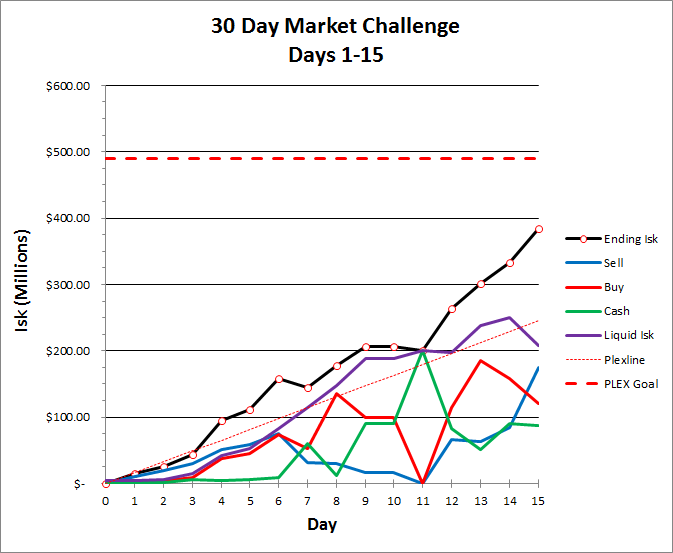 30 Day Market Challenge
Days 1-15
$600.00
$500.00
$400.00
$300.00
$200.00
$100.00
$-
Isk (Millions)
0 1 2 3 4 5 6 7 8 9 10 11 12 13 14 15
Day
Ending Isk
Sell
Buy
Cash
Liquid Isk
Plexline
PLEX Goal